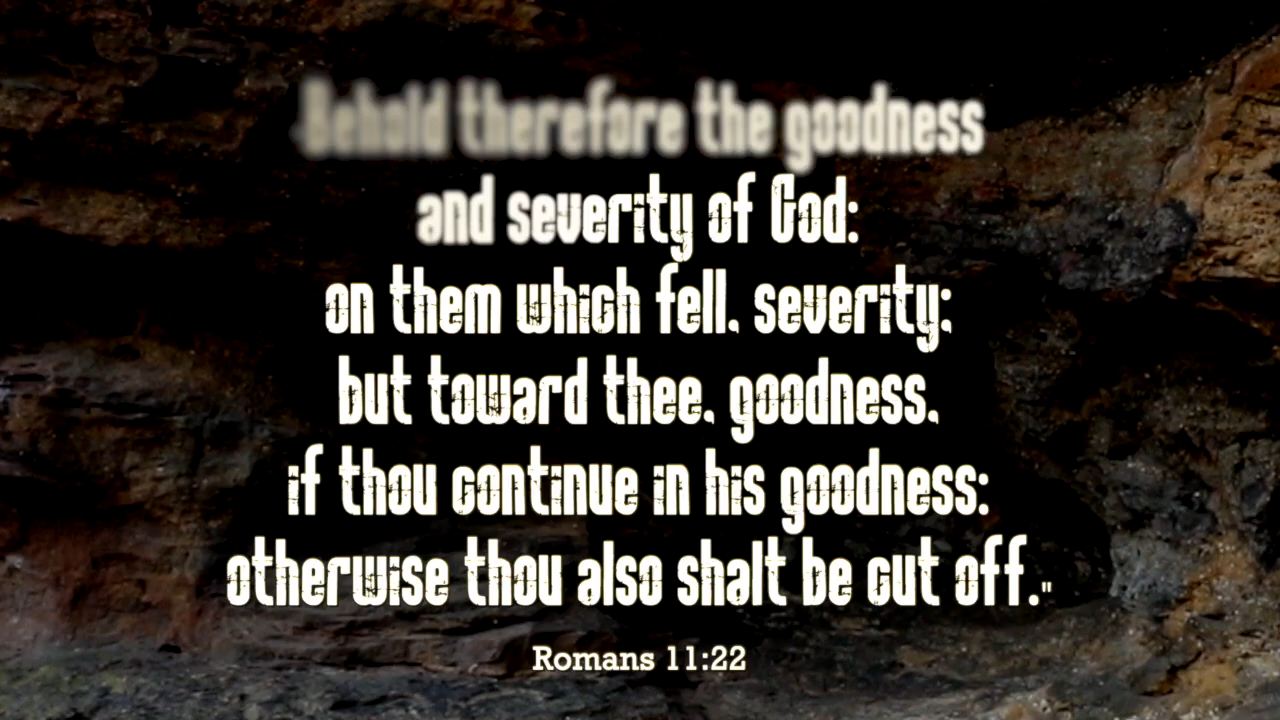 Behold therefore the goodness
and severity of God:
on them which fell, severity;
but toward thee, goodness,
if thou continue in his goodness:
otherwise thou also shalt be cut off."
Romans 11:22